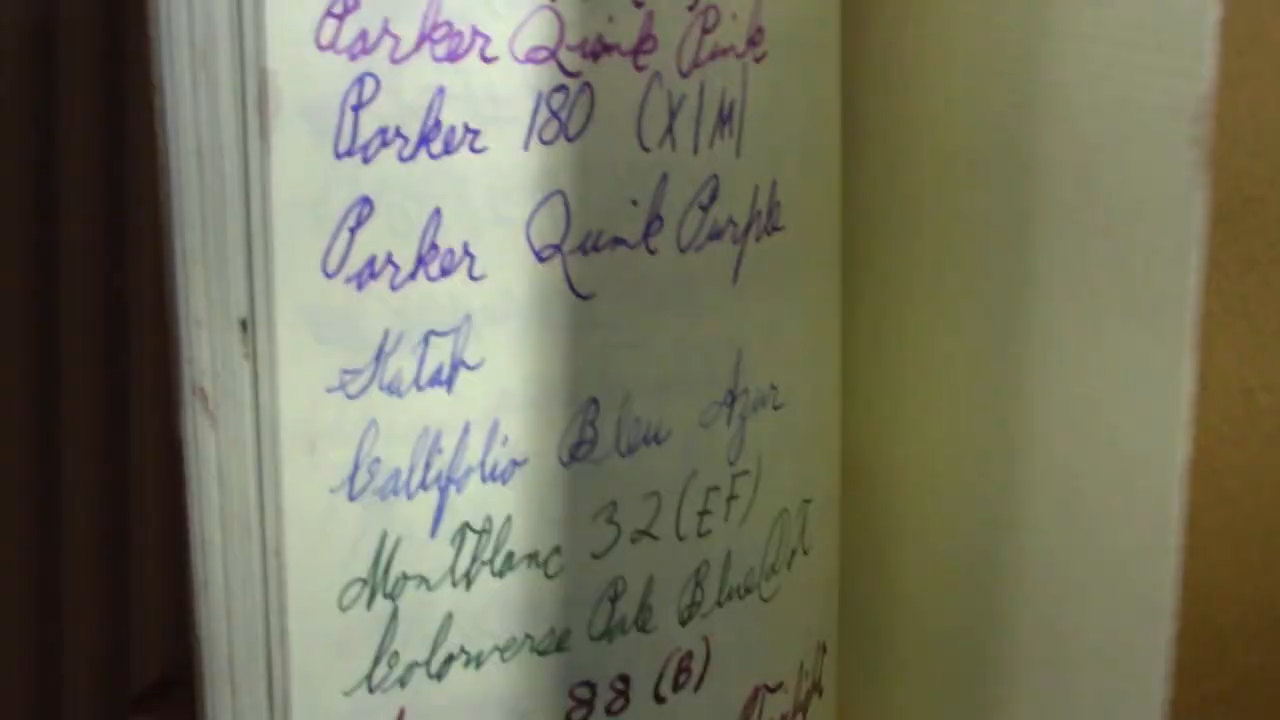 Parker Quink Pink
Parker 180 (X/M)
Parker Quink Purple
Katab
Callifolio Bleu Azur
Montblanc 32 (EF)
Colorverse Pale Blue Dot
88 (B)